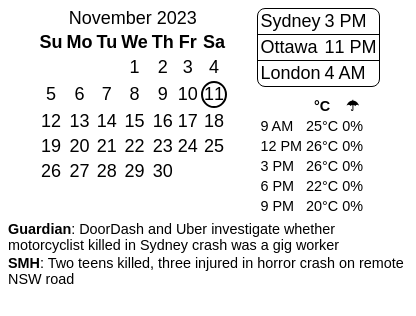 November 2023
Su Mo Tu We Th Fr Sa
1 2 3 4
5 6 7 8 9 10 11
12 13 14 15 16 17 18
19 20 21 22 23 24 25
26 27 28 29 30
Sydney 3 PM
Ottawa 11 PM
London 4 AM
°C ☂
9 AM 25°C 0%
12 PM 26°C 0%
3 PM 26°C 0%
6 PM 22°C 0%
9 PM 20°C 0%
Guardian: DoorDash and Uber investigate whether
motorcyclist killed in Sydney crash was a gig worker
SMH: Two teens killed, three injured in horror crash on remote
NSW road